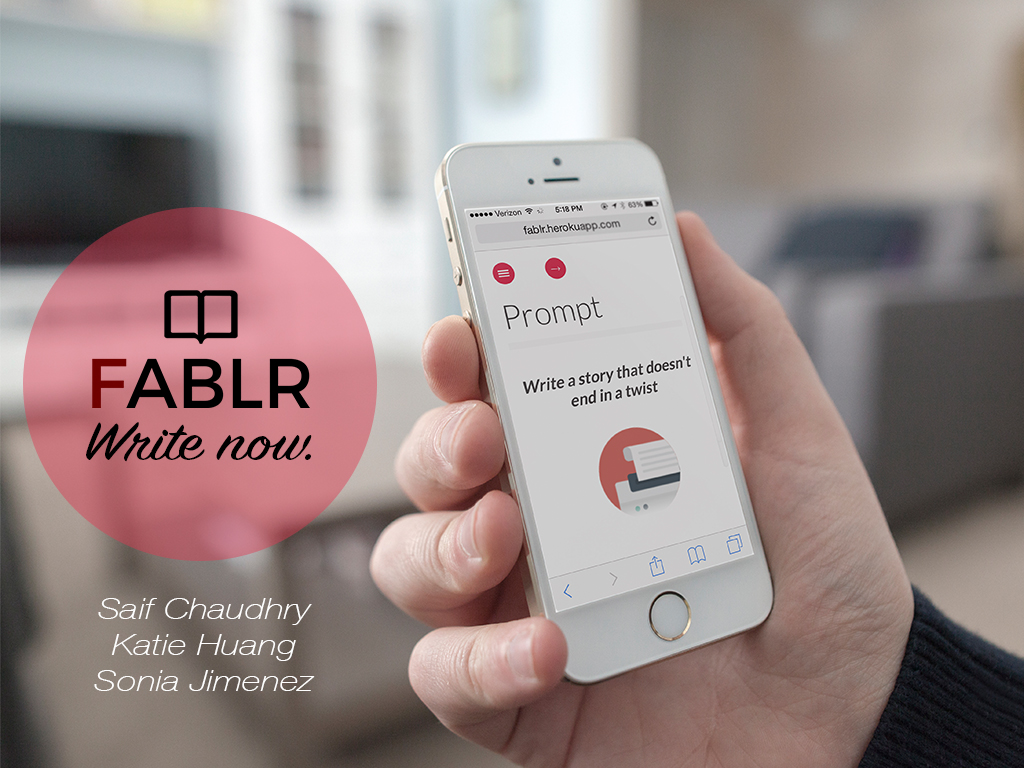 FABLR
Write now.
Saif Chaudhry
Katie Huang
Sonia Jimenez
Verizon 5:18 PM 63%
fablr.herokuapp.com
Prompt
Write a story that doesn't
end in a twist